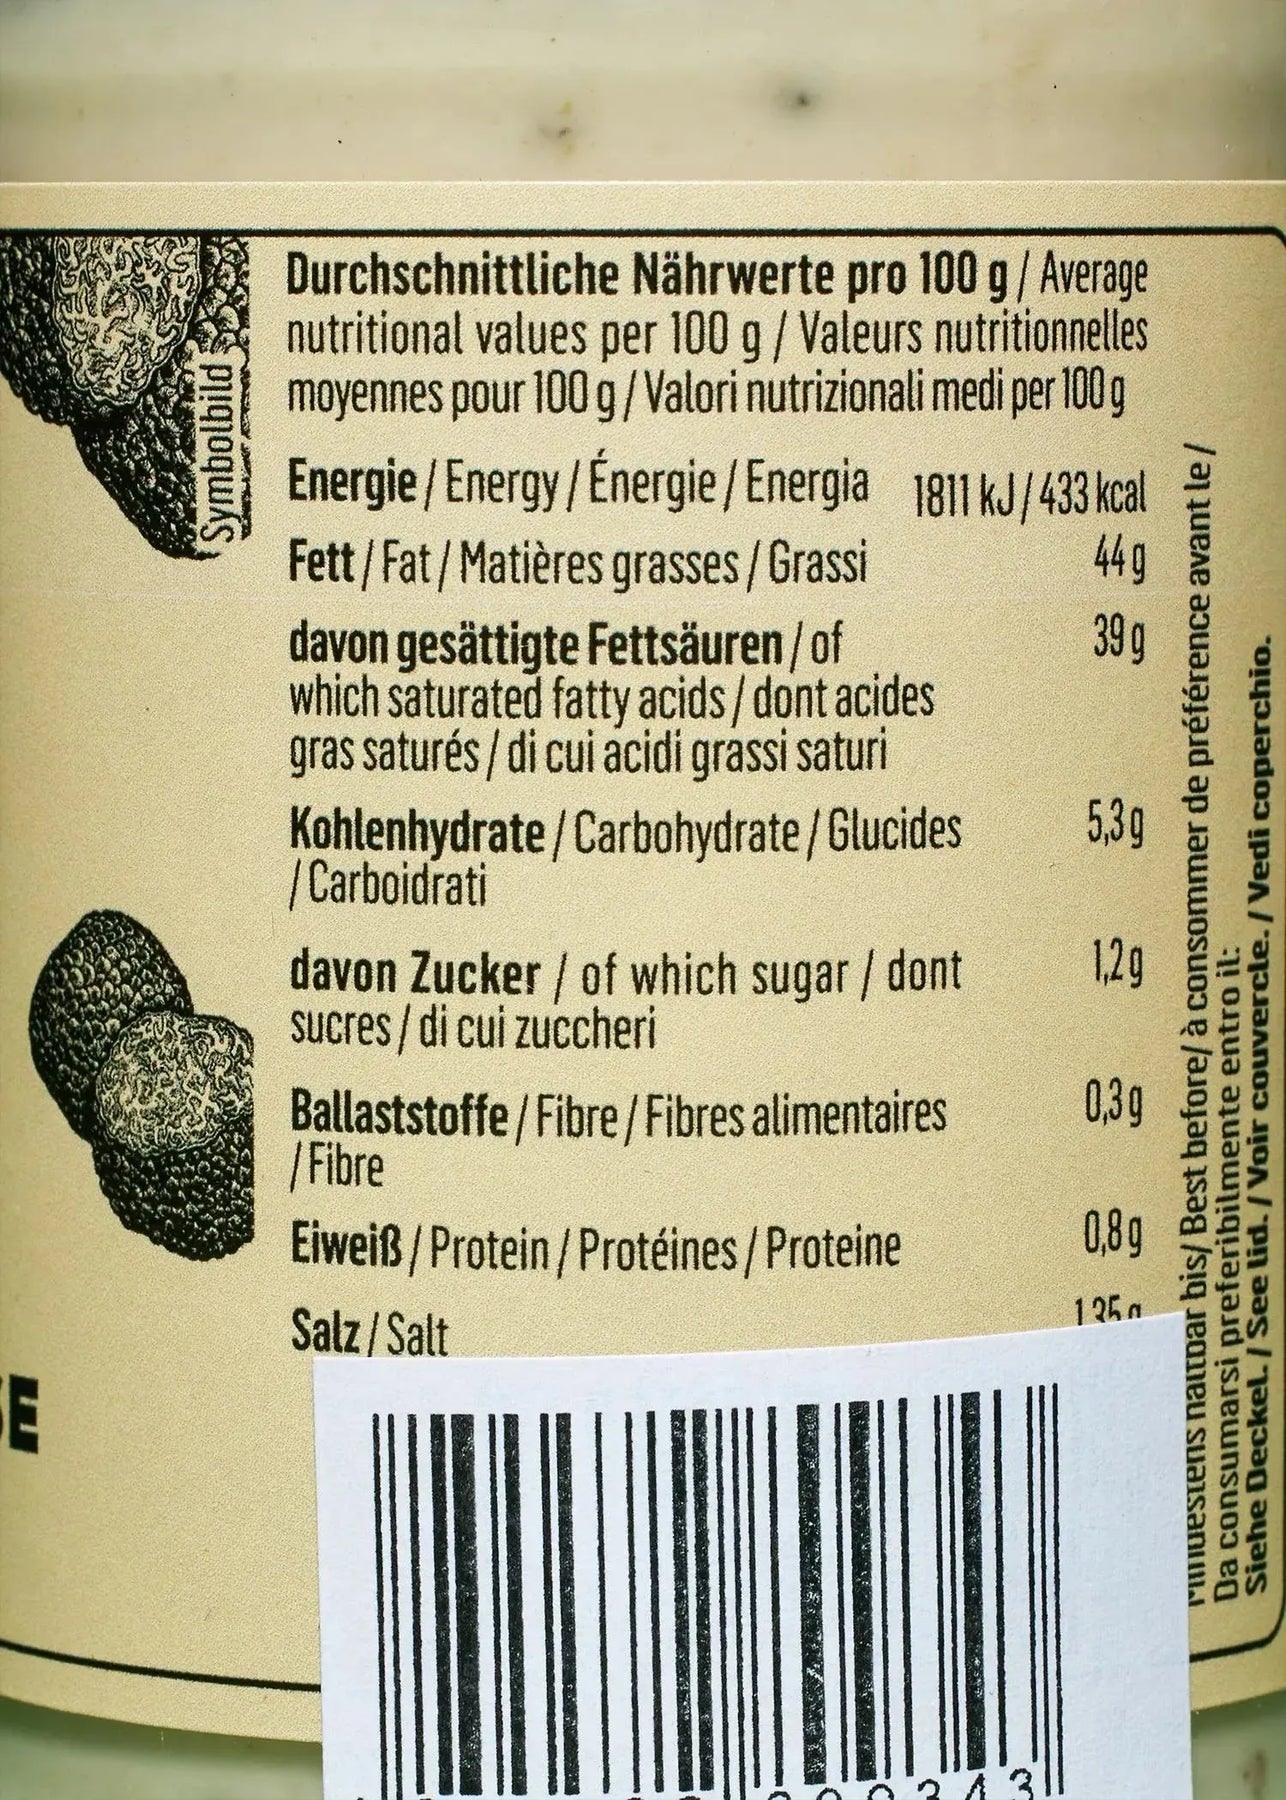 Symbolbild
Durchschnittliche Nährwerte pro 100 g / Average
nutritional values per 100 g / Valeurs nutritionnelles
moyennes pour 100 g / Valori nutrizionali medi per 100 g
Energie / Energy / Énergie / Energia 1811 kJ / 433 kcal
Fett / Fat / Matières grasses / Grassi 44 g
davon gesättigte Fettsäuren / of 39 g
which saturated fatty acids / dont acides
gras saturés / di cui acidi grassi saturi
Kohlenhydrate / Carbohydrate / Glucides 5,3 g
/ Carboidrati
davon Zucker / of which sugar / dont 1,2 g
sucres / di cui zuccheri
Ballaststoffe / Fibre / Fibres alimentaires 0,3 g
/ Fibre
Eiweiß / Protein / Protéines / Proteine 0,8 g
Salz / Salt
Mindestens haltbar bis/ Best before/ à consommer de préférence avant le /
Da consumarsi preferibilmente entro il:
Siehe Deckel. / See lid. / Voir couvercle. / Vedi coperchio.